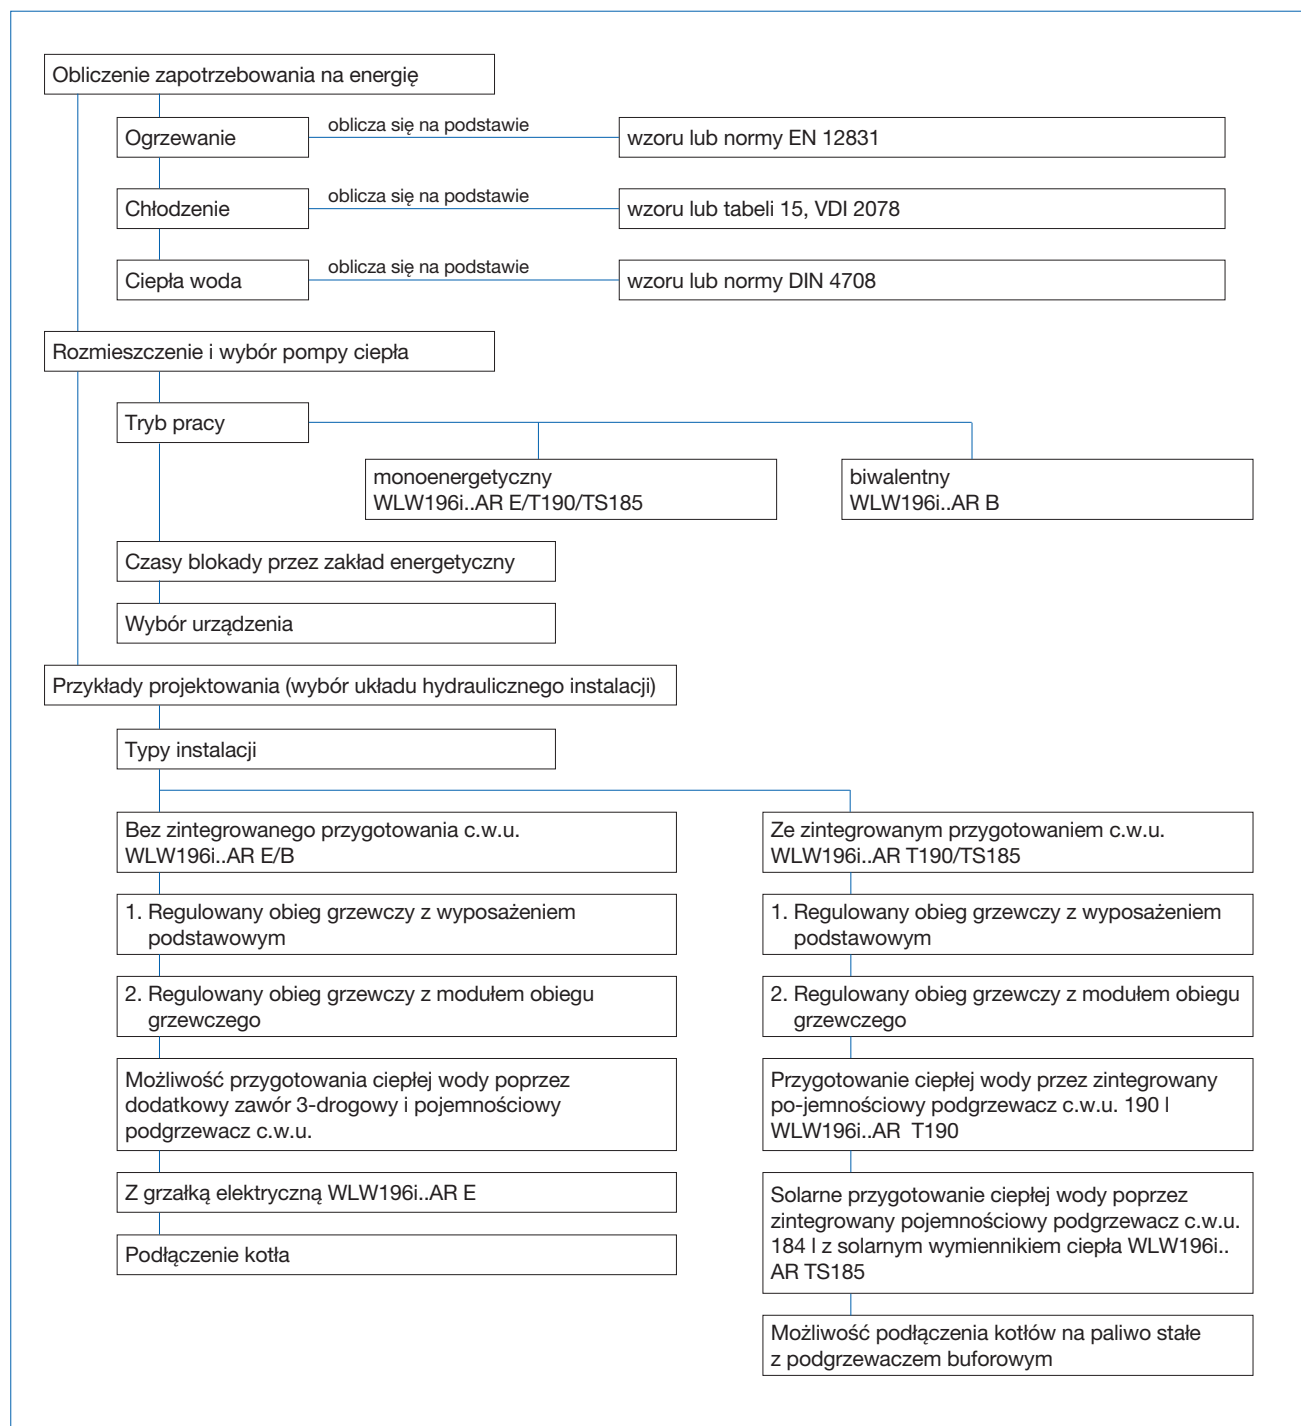 Obliczenie zapotrzebowania na energię
Ogrzewanie
oblicza się na podstawie
wzoru lub normy EN 12831
Chłodzenie
oblicza się na podstawie
wzoru lub tabeli 15, VDI 2078
Ciepła woda
oblicza się na podstawie
wzoru lub normy DIN 4708
Rozmieszczenie i wybór pompy ciepła
Tryb pracy
monoenergetyczny
WLW196i..AR E/T190/TS185
biwalentny
WLW196i..AR B
Czasy blokady przez zakład energetyczny
Wybór urządzenia
Przykłady projektowania (wybór układu hydraulicznego instalacji)
Typy instalacji
Bez zintegrowanego przygotowania c.w.u.
WLW196i..AR E/B
1. Regulowany obieg grzewczy z wyposażeniem
podstawowym
2. Regulowany obieg grzewczy z modułem obiegu
grzewczego
Możliwość przygotowania ciepłej wody poprzez
dodatkowy zawór 3-drogowy i pojemnościowy
podgrzewacz c.w.u.
Z grzałką elektryczną WLW196i..AR E
Podłączenie kotła
Ze zintegrowanym przygotowaniem c.w.u.
WLW196i..AR T190/TS185
1. Regulowany obieg grzewczy z wyposażeniem
podstawowym
2. Regulowany obieg grzewczy z modułem obiegu
grzewczego
Przygotowanie ciepłej wody przez zintegrowany
po-jemnościowy podgrzewacz c.w.u. 190 l
WLW196i..AR T190
Solarne przygotowanie ciepłej wody poprzez
zintegrowany pojemnościowy podgrzewacz c.w.u.
184 l z solarnym wymiennikiem ciepła WLW196i..
AR TS185
Możliwość podłączenia kotłów na paliwo stałe
z podgrzewaczem buforowym